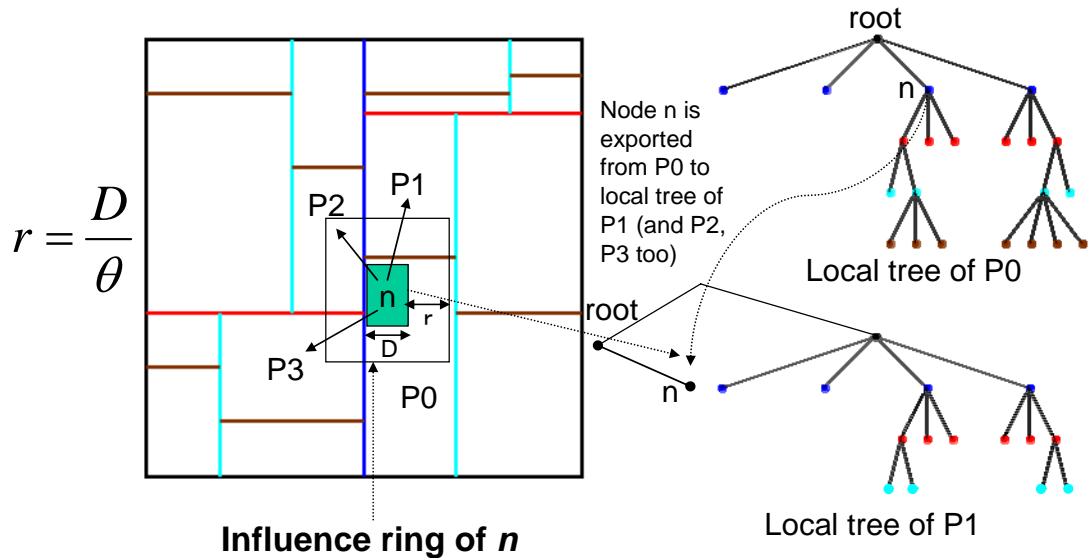 root
n
Node n is
exported
from P0 to
local tree of
P1 (and P2,
P3 too)
P1
P2
r = D / θ
n
r
D
P3
P0
Local tree of P0
root
n
Local tree of P1
Influence ring of n